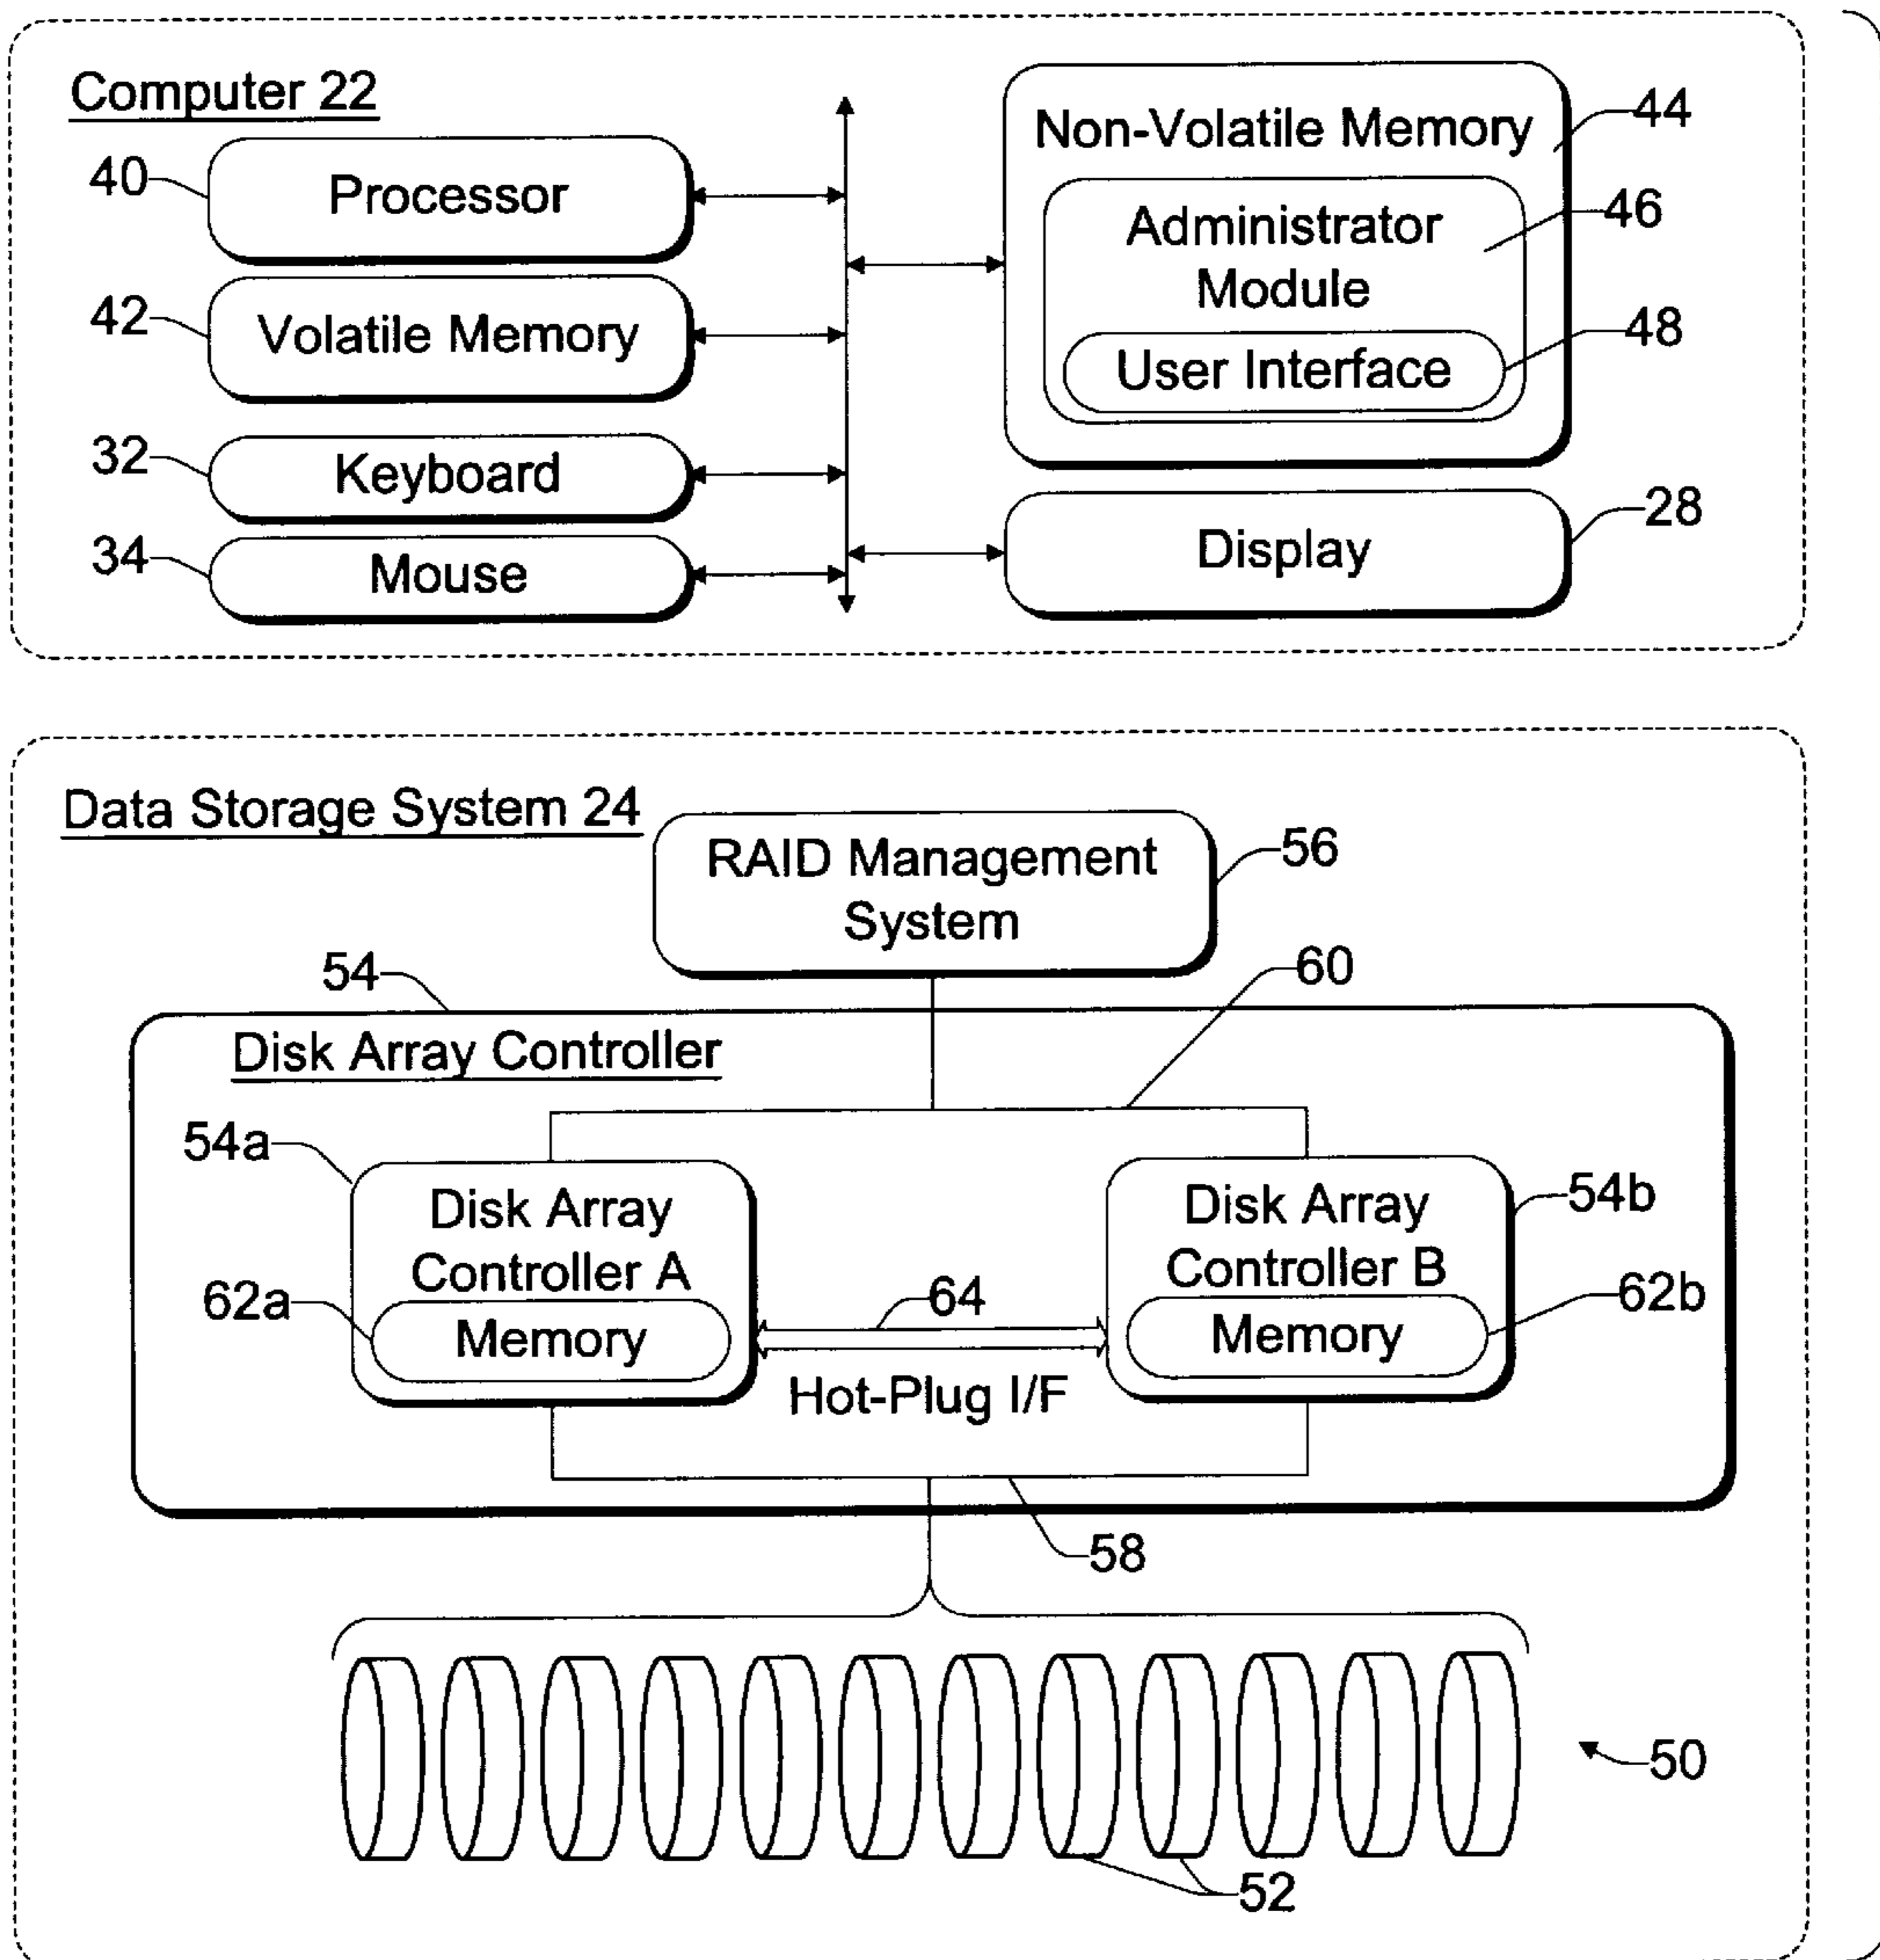 Computer 22
Non-Volatile Memory
44
40
Processor
Administrator
Module
46
42
Volatile Memory
User Interface
48
32
Keyboard
Display
28
34
Mouse
Data Storage System 24
RAID Management
System
56
54
60
Disk Array Controller
54a
Disk Array
Controller A
Disk Array
Controller B
54b
62a
Memory
64
Memory
62b
Hot-Plug I/F
58
50
52